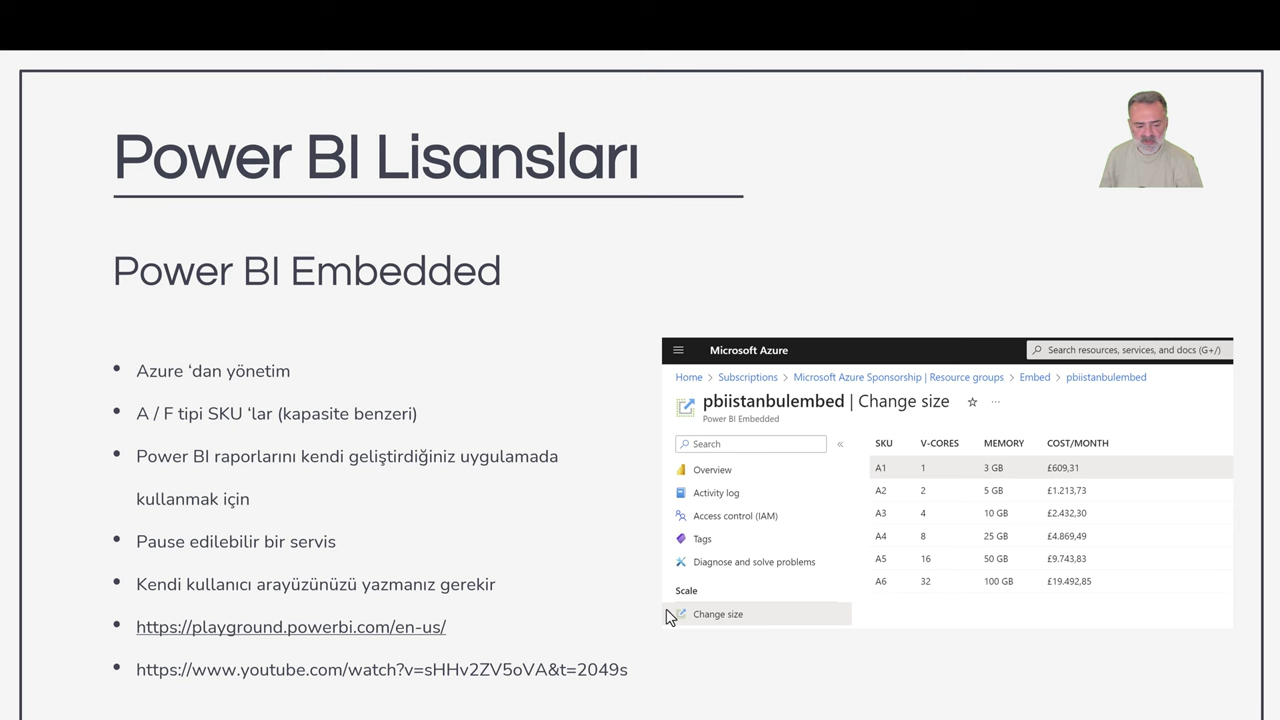 Power BI Lisansları
Power BI Embedded
• Azure ‘dan yönetim
• A / F tipi SKU ‘lar (kapasite benzeri)
• Power BI raporlarını kendi geliştirdiğiniz uygulamada
kullanmak için
• Pause edilebilir bir servis
• Kendi kullanıcı arayüzünüzü yazmanız gerekir
• https://playground.powerbi.com/en-us/
• https://www.youtube.com/watch?v=sHHv2ZV5oVA&t=2049s
Microsoft Azure
Search resources, services, and docs (G+/)
Home > Subscriptions > Microsoft Azure Sponsorship | Resource groups > Embed > pbiistanbulembed
pbiistanbulembed | Change size ☆ ···
Power BI Embedded
Search «
Overview
Activity log
Access control (IAM)
Tags
Diagnose and solve problems
Scale
Change size
SKU V-CORES MEMORY COST/MONTH
A1 1 3 GB £609,31
A2 2 5 GB £1.213,73
A3 4 10 GB £2.432,30
A4 8 25 GB £4.869,49
A5 16 50 GB £9.743,83
A6 32 100 GB £19.492,85